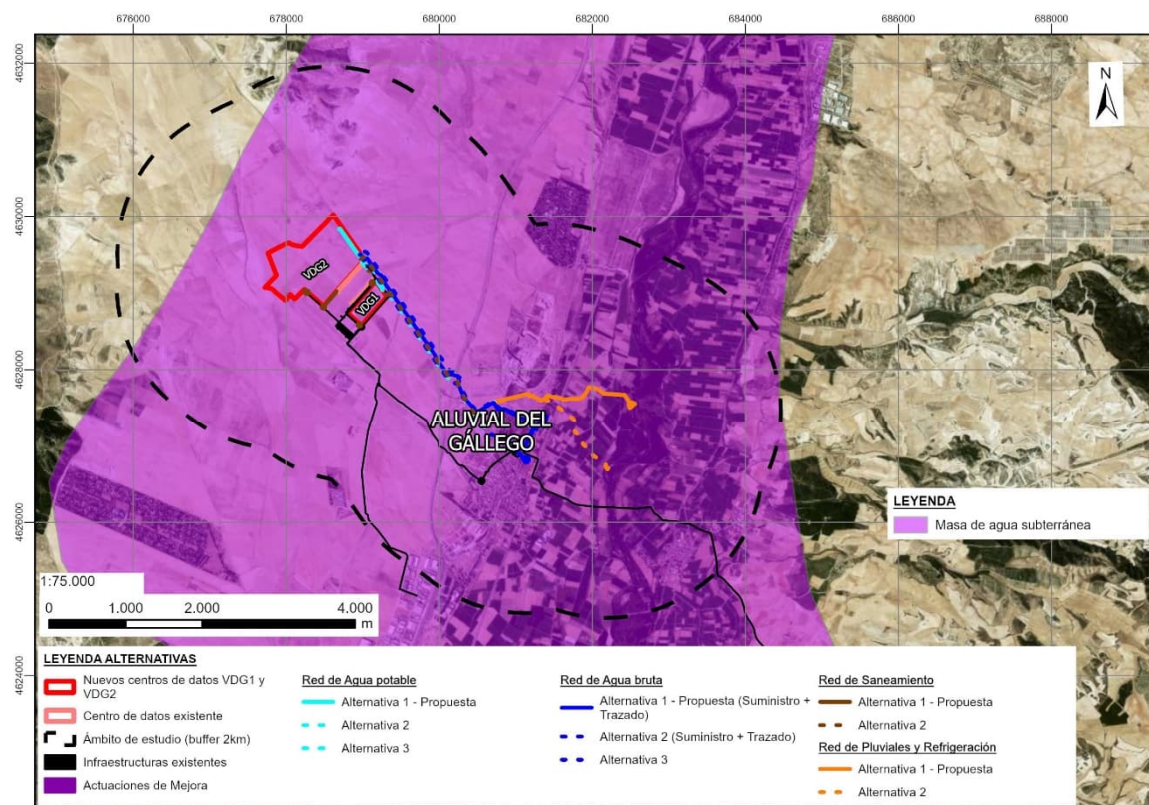 676000 678000 680000 682000 684000 686000 688000
4632000
N
4630000
VDG2
VDG1
4628000
ALUVIAL DEL
GÁLLEGO
LEYENDA
Masa de agua subterránea
4626000
1:75.000
0 1.000 2.000 4.000
m
4624000
LEYENDA ALTERNATIVAS
Nuevos centros de datos VDG1 y
VDG2
Centro de datos existente
Ámbito de estudio (buffer 2km)
Infraestructuras existentes
Actuaciones de Mejora
Red de Agua potable
Alternativa 1 - Propuesta
Alternativa 2
Alternativa 3
Red de Agua bruta
Alternativa 1 - Propuesta (Suministro +
Trazado)
Alternativa 2 (Suministro + Trazado)
Alternativa 3
Red de Saneamiento
Alternativa 1 - Propuesta
Alternativa 2
Red de Pluviales y Refrigeración
Alternativa 1 - Propuesta
Alternativa 2